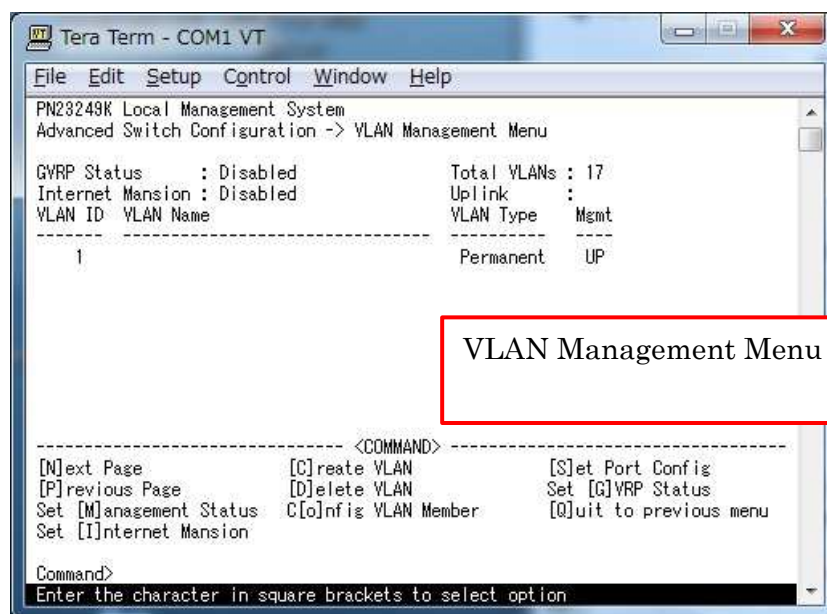 Tera Term - COM1 VT
File Edit Setup Control Window Help
PN23249K Local Management System
Advanced Switch Configuration -> VLAN Management Menu
GVRP Status : Disabled Total VLANs : 17
Internet Mansion : Disabled Uplink :
VLAN ID VLAN Name VLAN Type Mgmt
------- -------------------------------- ---------- ----
1 Permanent UP
VLAN Management Menu
-------------------------------- <COMMAND> -----------------------------------
[N]ext Page [C]reate VLAN [S]et Port Config
[P]revious Page [D]elete VLAN Set [G]VRP Status
Set [M]anagement Status C[o]nfig VLAN Member [Q]uit to previous menu
Set [I]nternet Mansion
Command>
Enter the character in square brackets to select option